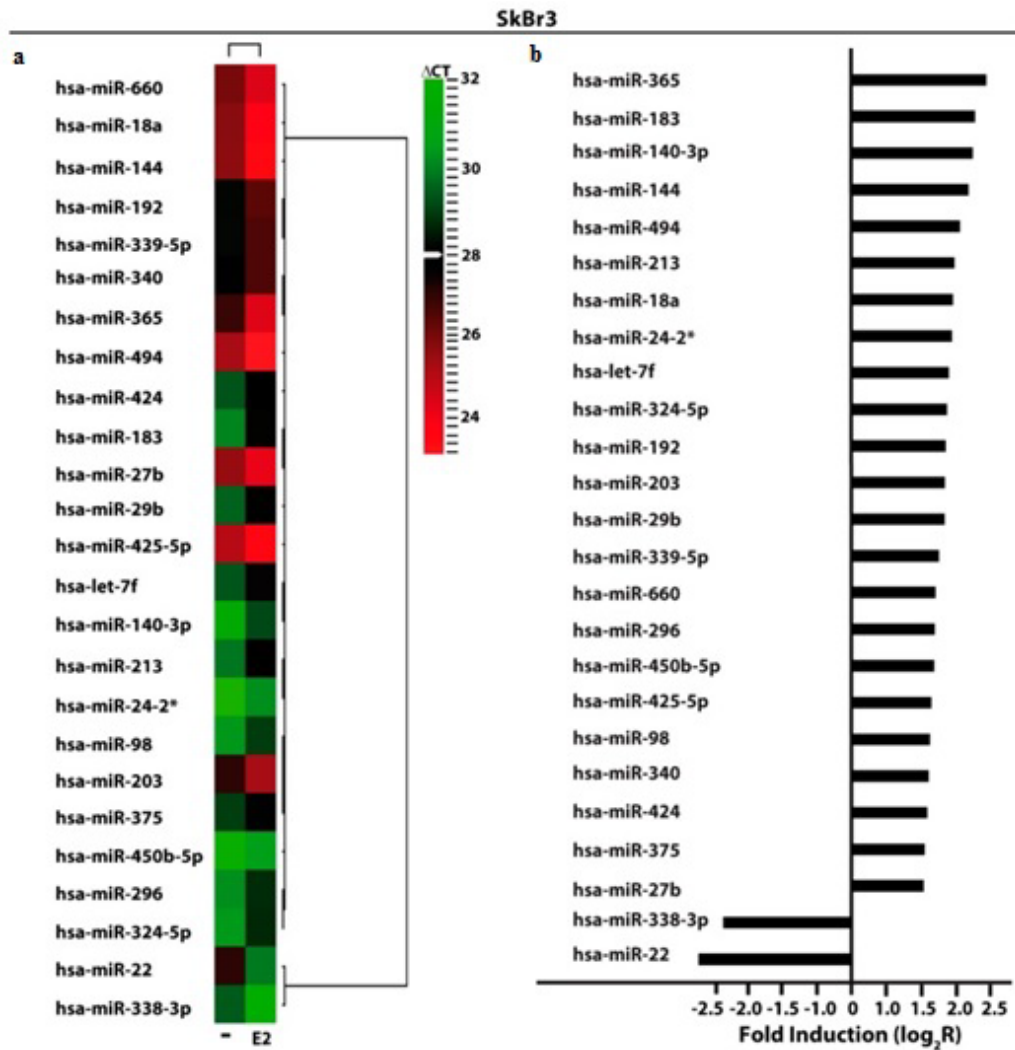 SkBr3
a
hsa-miR-660
hsa-miR-18a
hsa-miR-144
hsa-miR-192
hsa-miR-339-5p
hsa-miR-340
hsa-miR-365
hsa-miR-494
hsa-miR-424
hsa-miR-183
hsa-miR-27b
hsa-miR-29b
hsa-miR-425-5p
hsa-let-7f
hsa-miR-140-3p
hsa-miR-213
hsa-miR-24-2*
hsa-miR-98
hsa-miR-203
hsa-miR-375
hsa-miR-450b-5p
hsa-miR-296
hsa-miR-324-5p
hsa-miR-22
hsa-miR-338-3p
- E2
ΔCT
32
30
28
26
24
b
hsa-miR-365
hsa-miR-183
hsa-miR-140-3p
hsa-miR-144
hsa-miR-494
hsa-miR-213
hsa-miR-18a
hsa-miR-24-2*
hsa-let-7f
hsa-miR-324-5p
hsa-miR-192
hsa-miR-203
hsa-miR-29b
hsa-miR-339-5p
hsa-miR-660
hsa-miR-296
hsa-miR-450b-5p
hsa-miR-425-5p
hsa-miR-98
hsa-miR-340
hsa-miR-424
hsa-miR-375
hsa-miR-27b
hsa-miR-338-3p
hsa-miR-22
-2.5 -2.0 -1.5 -1.0 0 1.0 1.5 2.0 2.5
Fold Induction (log₂R)